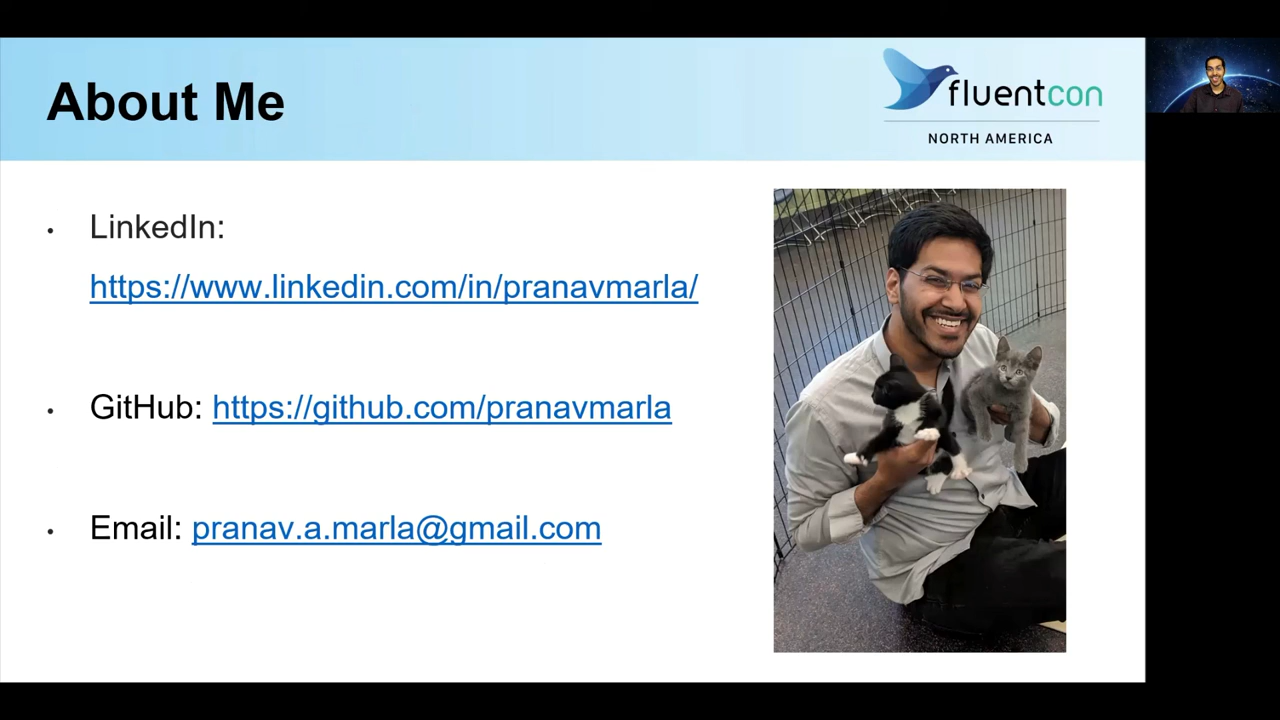 About Me
fluentcon
NORTH AMERICA
• LinkedIn:
https://www.linkedin.com/in/pranavmarla/
• GitHub: https://github.com/pranavmarla
• Email: pranav.a.marla@gmail.com